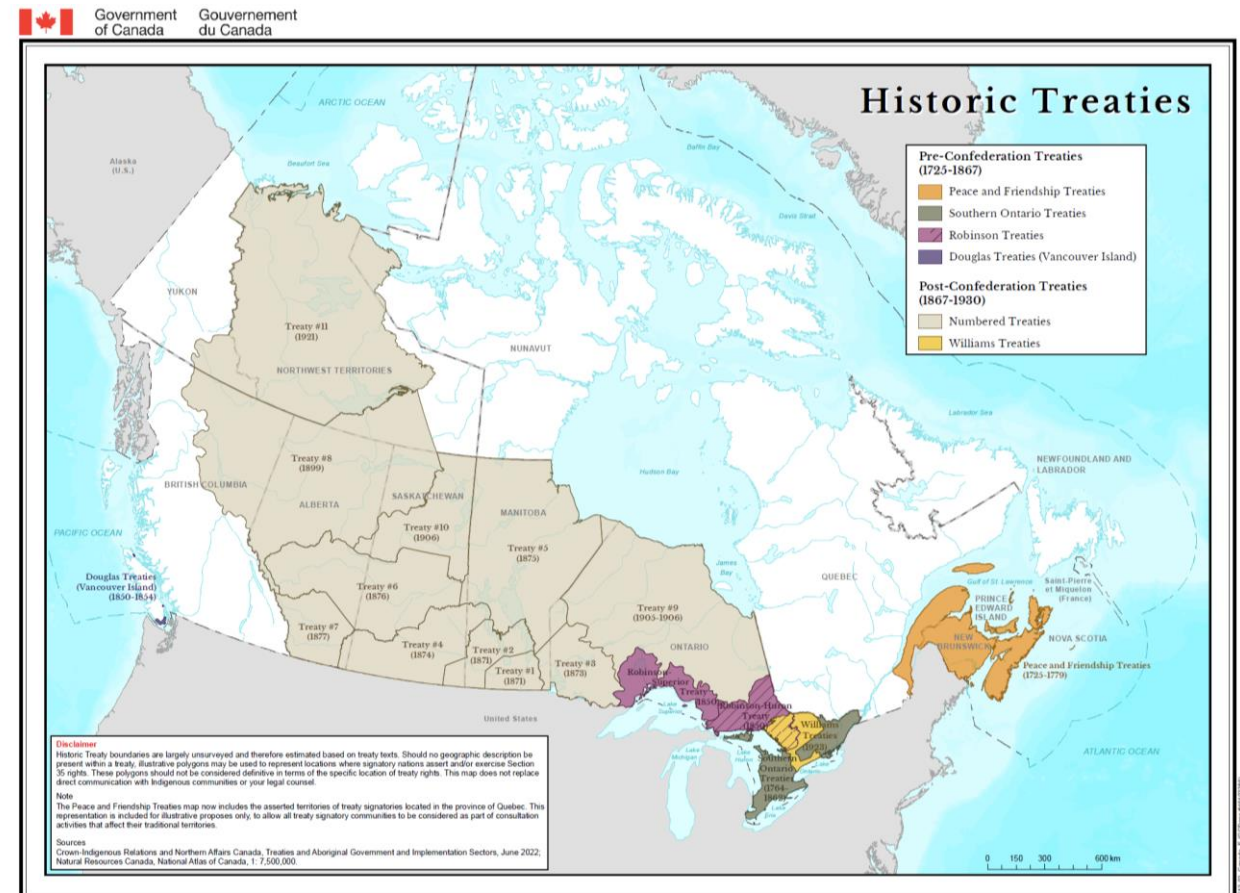 Government
of Canada
Gouvernement
du Canada
Historic Treaties
Pre-Confederation Treaties
(1725-1867)
Peace and Friendship Treaties
Southern Ontario Treaties
Robinson Treaties
Douglas Treaties (Vancouver Island)
Post-Confederation Treaties
(1867-1930)
Numbered Treaties
Williams Treaties
ARCTIC OCEAN
Beaufort Sea
Baffin Bay
Davis Strait
Alaska
(U.S.)
YUKON
Treaty #11
(1921)
NORTHWEST TERRITORIES
NUNAVUT
Labrador Sea
Hudson Bay
NEWFOUNDLAND AND
LABRADOR
Treaty #8
(1899)
BRITISH COLUMBIA
ALBERTA
SASKATCHEWAN
MANITOBA
Treaty #10
(1906)
Treaty #5
(1875)
PACIFIC OCEAN
Douglas Treaties
(Vancouver Island)
(1850-1854)
Treaty #6
(1876)
James
Bay
QUEBEC
Gulf of St. Lawrence
Saint-Pierre
et Miquelon
(France)
PRINCE
EDWARD
ISLAND
NEW
BRUNSWICK
NOVA SCOTIA
Peace and Friendship Treaties
(1725-1779)
Treaty #7
(1877)
Treaty #4
(1874)
Treaty #2
(1871)
Treaty #1
(1871)
Treaty #3
(1873)
Treaty #9
(1905-1906)
ONTARIO
Robinson-
Superior
Treaty
(1850)
Robinson-Huron
Treaty
(1850)
Williams
Treaties
(1923)
Southern
Ontario
Treaties
(1764-
Lake
Superior
Lake
Michigan
Lake
Huron
Lake
Ontario
Lake
Erie
United States
ATLANTIC OCEAN
Disclaimer
Historic Treaty boundaries are largely unsurveyed and therefore estimated based on treaty texts. Should no geographic description be
present within a treaty, illustrative polygons may be used to represent locations where signatory nations assert and/or exercise Section
35 rights. These polygons should not be considered definitive in terms of the specific location of treaty rights. This map does not replace
direct communication with Indigenous communities or your legal counsel.
Note
The Peace and Friendship Treaties map now includes the asserted territories of treaty signatories located in the province of Quebec. This
representation is included for illustrative proposes only, to allow all treaty signatory communities to be considered as part of consultation
activities that affect their traditional territories.
Sources
Crown-Indigenous Relations and Northern Affairs Canada, Treaties and Aboriginal Government and Implementation Sectors, June 2022;
Natural Resources Canada, National Atlas of Canada, 1: 7,500,000.
0 150 300 600 km